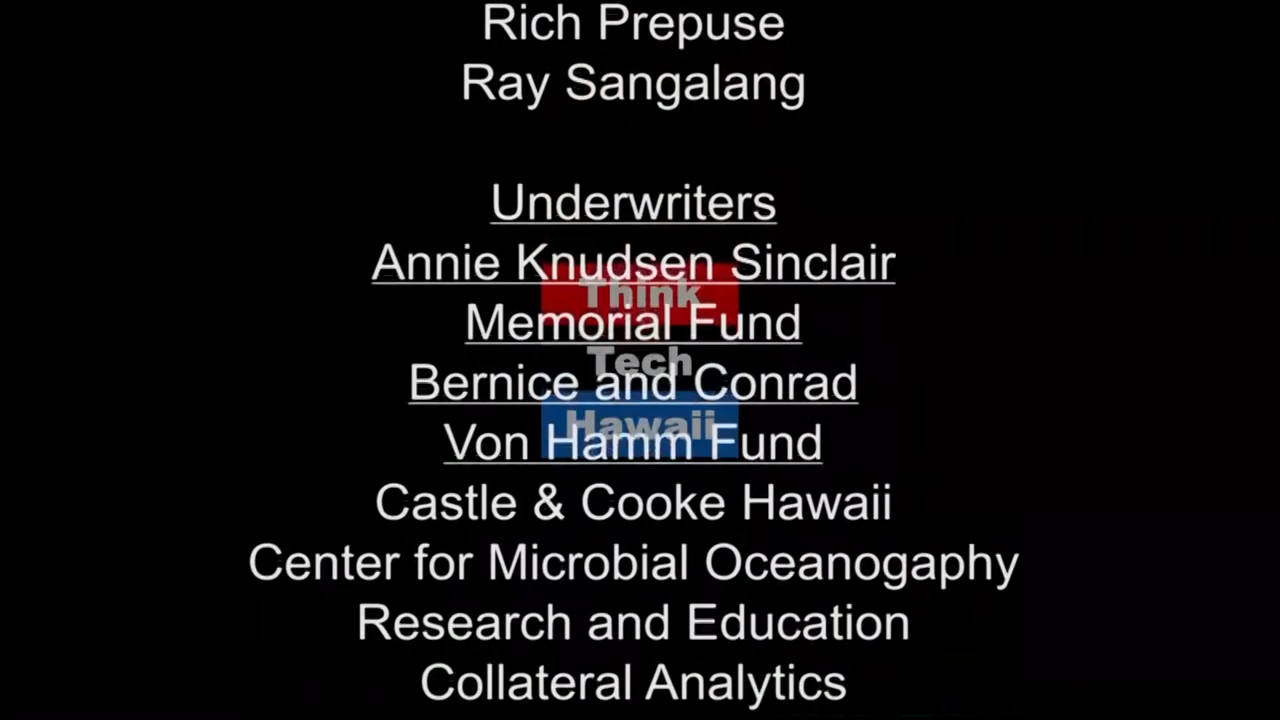 Rich Prepuse
Ray Sangalang
Underwriters
Annie Knudsen Sinclair
Think
Memorial Fund
Tech
Bernice and Conrad
Hawaii
Von Hamm Fund
Castle & Cooke Hawaii
Center for Microbial Oceanogaphy
Research and Education
Collateral Analytics